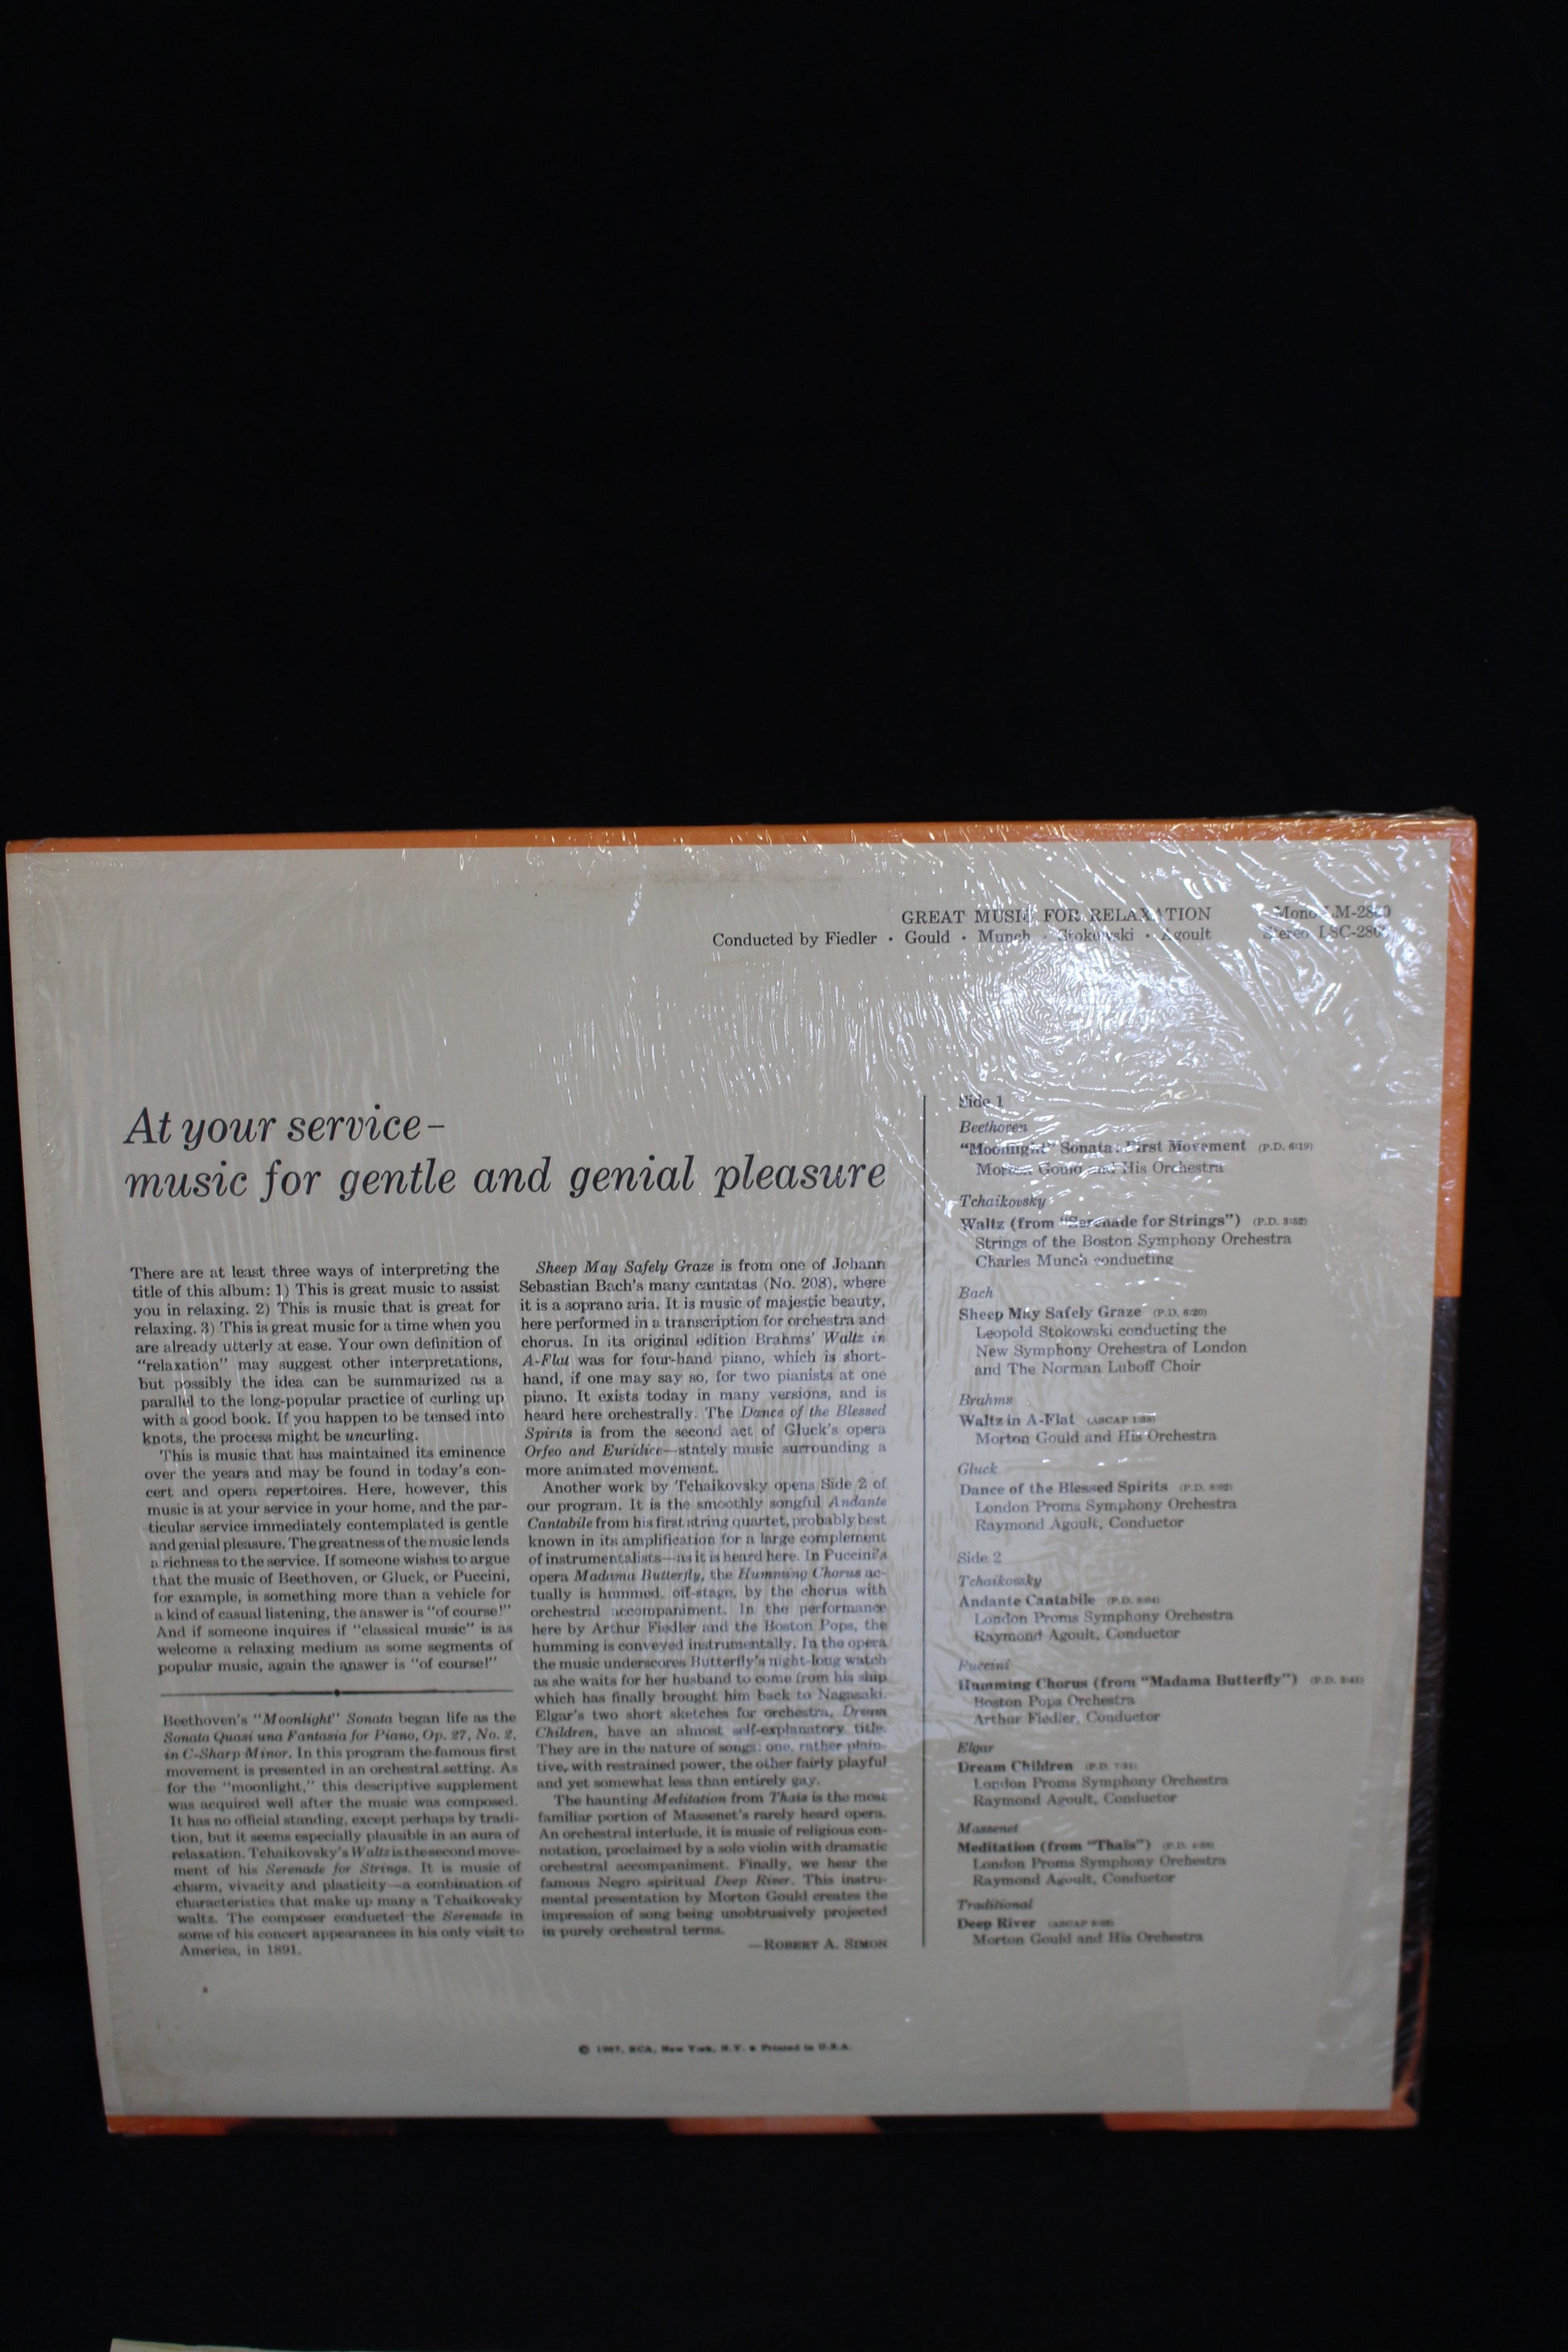 GREAT MUSIC FOR RELAXATION
Conducted by Fiedler · Gould · Munch · Stokowski · Agoult
Mono LM-28
Stereo LSC-28
At your service–
music for gentle and genial pleasure
There are at least three ways of interpreting the
title of this album: 1) This is great music to assist
you in relaxing. 2) This is music that is great for
relaxing. 3) This is great music for a time when you
are already utterly at ease. Your own definition of
“relaxation” may suggest other interpretations,
but possibly the idea can be summarized as a
parallel to the long-popular practice of curling up
with a good book. If you happen to be tensed into
knots, the process might be uncurling.
This is music that has maintained its eminence
over the years and may be found in today’s con-
cert and opera repertoires. Here, however, this
music is at your service in your home, and the par-
ticular service immediately contemplated is gentle
and genial pleasure. The greatness of the music lends
a richness to the service. If someone wishes to argue
that the music of Beethoven, or Gluck, or Puccini,
for example, is something more than a vehicle for
a kind of casual listening, the answer is “of course!”
And if someone inquires if “classical music” is as
welcome a relaxing medium as some segments of
popular music, again the answer is “of course!”
Beethoven’s “Moonlight” Sonata began life as the
Sonata Quasi una Fantasia for Piano, Op. 27, No. 2,
in C-Sharp Minor. In this program the famous first
movement is presented in an orchestral setting. As
for the “moonlight,” this descriptive supplement
was acquired well after the music was composed.
It has no official standing, except perhaps by tradi-
tion, but it seems especially plausible in an aura of
relaxation. Tchaikovsky’s Waltz is the second move-
ment of his Serenade for Strings. It is music of
charm, vivacity and plasticity—a combination of
characteristics that make up many a Tchaikovsky
waltz. The composer conducted the Serenade in
some of his concert appearances in his only visit to
America, in 1891.
Sheep May Safely Graze is from one of Johann
Sebastian Bach’s many cantatas (No. 208), where
it is a soprano aria. It is music of majestic beauty,
here performed in a transcription for orchestra and
chorus. In its original edition Brahms’ Waltz in
A-Flat was for four-hand piano, which is short-
hand, if one may say so, for two pianists at one
piano. It exists today in many versions, and is
heard here orchestrally. The Dance of the Blessed
Spirits is from the second act of Gluck’s opera
Orfeo and Euridice—stately music surrounding a
more animated movement.
Another work by Tchaikovsky opens Side 2 of
our program. It is the smoothly songful Andante
Cantabile from his first string quartet, probably best
known in its amplification for a large complement
of instrumentalists—as it is heard here. In Puccini’s
opera Madama Butterfly, the Humming Chorus ac-
tually is hummed, off-stage, by the chorus with
orchestral accompaniment. In the performance
here by Arthur Fiedler and the Boston Pops, the
humming is conveyed instrumentally. In the opera
the music underscores Butterfly’s night-long watch
as she waits for her husband to come from his ship
which has finally brought him back to Nagasaki.
Elgar’s two short sketches for orchestra, Dream
Children, have an almost self-explanatory title.
They are in the nature of songs: one, rather plain-
tive, with restrained power, the other fairly playful
and yet somewhat less than entirely gay.
The haunting Meditation from Thais is the most
familiar portion of Massenet’s rarely heard opera.
An orchestral interlude, it is music of religious con-
notation, proclaimed by a solo violin with dramatic
orchestral accompaniment. Finally, we hear the
famous Negro spiritual Deep River. This instru-
mental presentation by Morton Gould creates the
impression of song being unobtrusively projected
in purely orchestral terms.
—ROBERT A. SIMON
Side 1
Beethoven
“Moonlight” Sonata: First Movement (P.D. 6:19)
Morton Gould and His Orchestra
Tchaikovsky
Waltz (from “Serenade for Strings”) (P.D. 3:52)
Strings of the Boston Symphony Orchestra
Charles Munch conducting
Bach
Sheep May Safely Graze (P.D. 6:20)
Leopold Stokowski conducting the
New Symphony Orchestra of London
and The Norman Luboff Choir
Brahms
Waltz in A-Flat (ASCAP
Morton Gould and His Orchestra
Gluck
Dance of the Blessed Spirits (P.D.
London Proms Symphony Orchestra
Raymond Agoult, Conductor
Side 2
Tchaikovsky
Andante Cantabile (P.D.
London Proms Symphony Orchestra
Raymond Agoult, Conductor
Puccini
Humming Chorus (from “Madama Butterfly”) (P.D.
Boston Pops Orchestra
Arthur Fiedler, Conductor
Elgar
Dream Children (P.D.
London Proms Symphony Orchestra
Raymond Agoult, Conductor
Massenet
Meditation (from “Thais”) (P.D.
London Proms Symphony Orchestra
Raymond Agoult, Conductor
Traditional
Deep River (ASCAP
Morton Gould and His Orchestra
© 1967, RCA, New York, N.Y. • Printed in U.S.A.